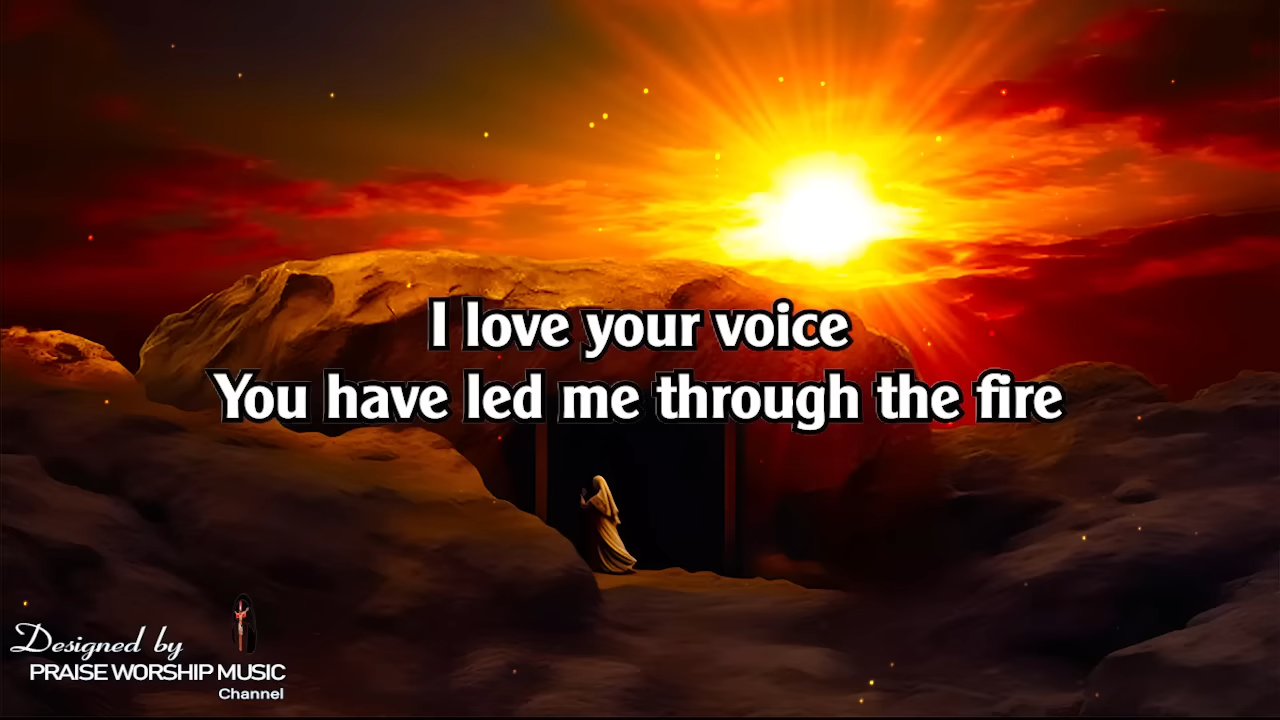 I love your voice
You have led me through the fire
Designed by
PRAISE WORSHIP MUSIC
Channel